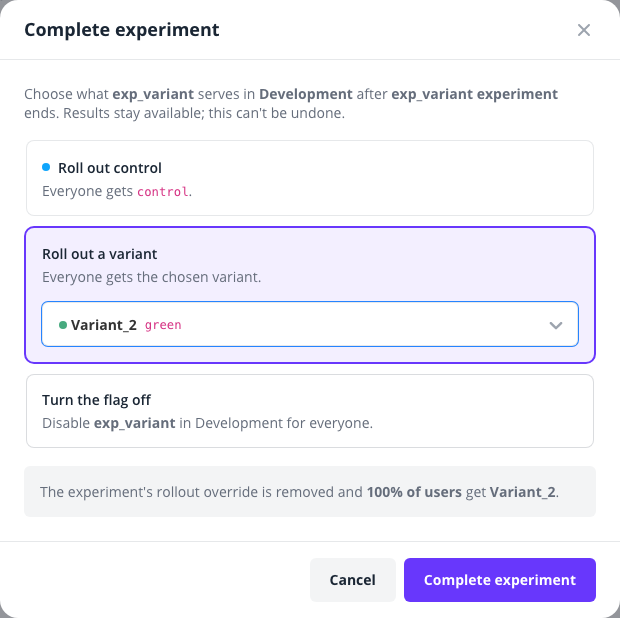 Complete experiment
Choose what exp_variant serves in Development after exp_variant experiment
ends. Results stay available; this can't be undone.
Roll out control
Everyone gets control.
Roll out a variant
Everyone gets the chosen variant.
Variant_2 green
Turn the flag off
Disable exp_variant in Development for everyone.
The experiment's rollout override is removed and 100% of users get Variant_2.
Cancel
Complete experiment